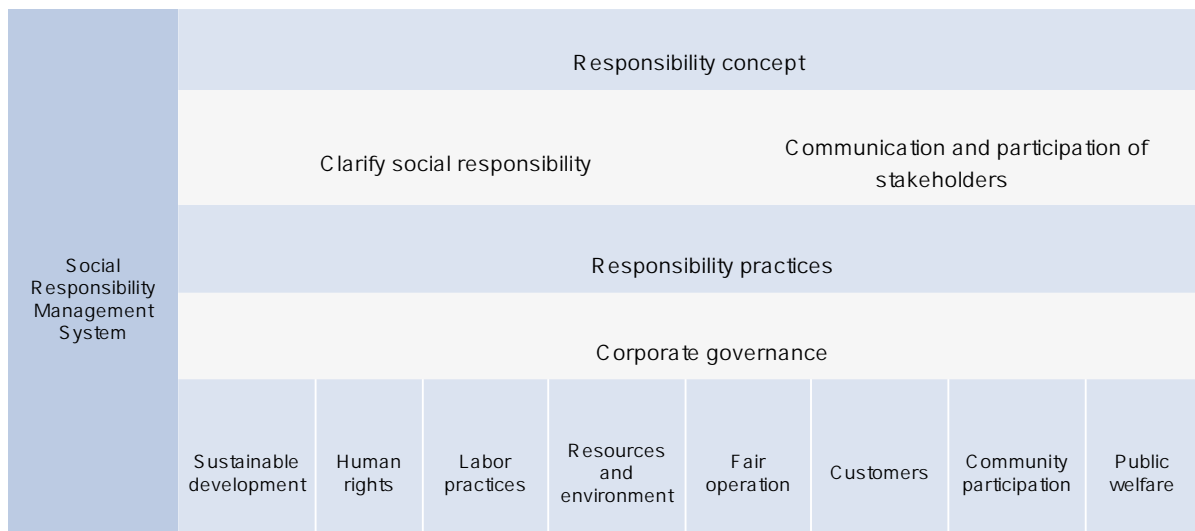 Responsibility concept
Clarify social responsibility
Communication and participation of
stakeholders
Responsibility practices
Social
Responsibility
Management
System
Corporate governance
Sustainable
development
Human
rights
Labor
practices
Resources
and
environment
Fair
operation
Customers
Community
participation
Public
welfare